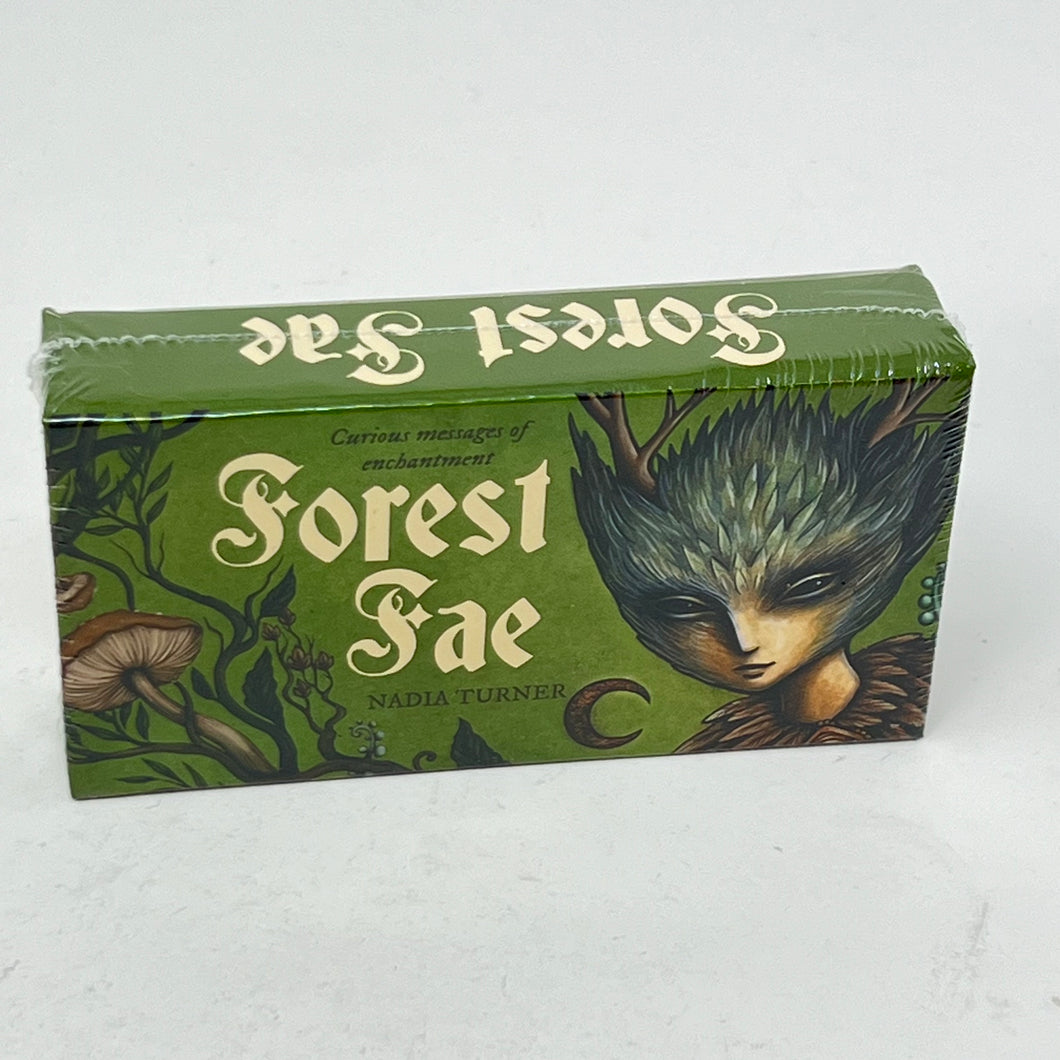 Forest Fae
Curious messages of
enchantment
Forest
Fae
NADIA TURNER